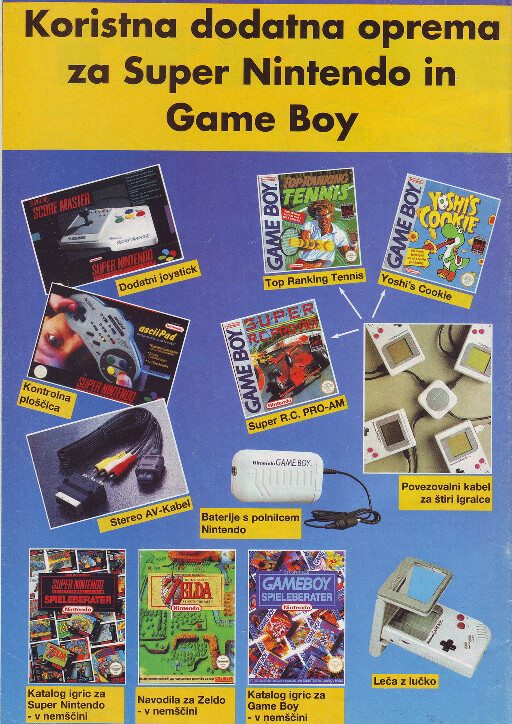 Koristna dodatna oprema
za Super Nintendo in
Game Boy
SCORE MASTER
SUPER NINTENDO
Dodatni joystick
GAME BOY
TOP RANKING
TENNIS
Top Ranking Tennis
GAME BOY
YOSHI'S
COOKIE
Yoshi's Cookie
asciiPad
SUPER NINTENDO
Kontrolna
ploščica
GAME BOY
SUPER
R.C. PRO-AM
Nintendo
Super R.C. PRO-AM
Povezovalni kabel
za štiri igralce
Stereo AV-Kabel
Nintendo GAME BOY
Baterije s polnilcem
Nintendo
SUPER NINTENDO
SPIELEBERATER
Nintendo
Katalog igric za
Super Nintendo
- v nemščini
ZELDA
Nintendo
Navodila za Zeldo
- v nemščini
GAMEBOY
SPIELEBERATER
Nintendo
Katalog igric za
Game Boy
- v nemščini
Leča z lučko